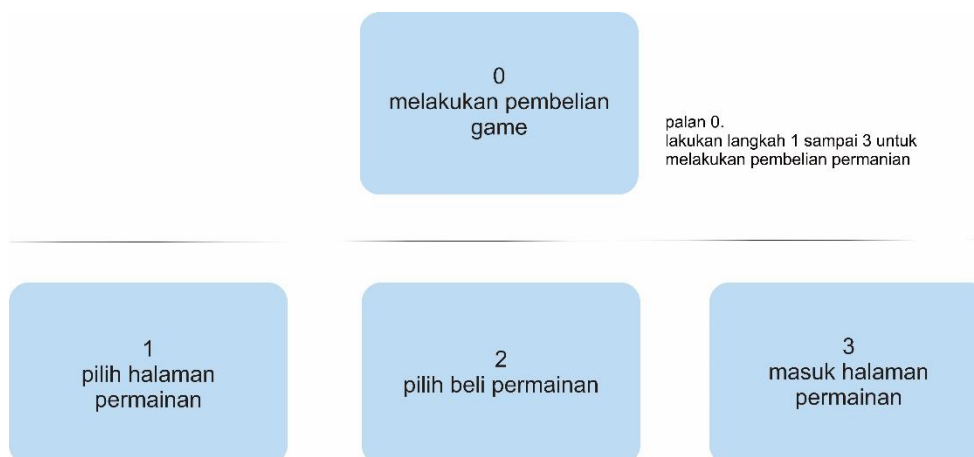 0
melakukan pembelian
game
palan 0.
lakukan langkah 1 sampai 3 untuk
melakukan pembelian permanian
1
pilih halaman
permainan
2
pilih beli permainan
3
masuk halaman
permainan